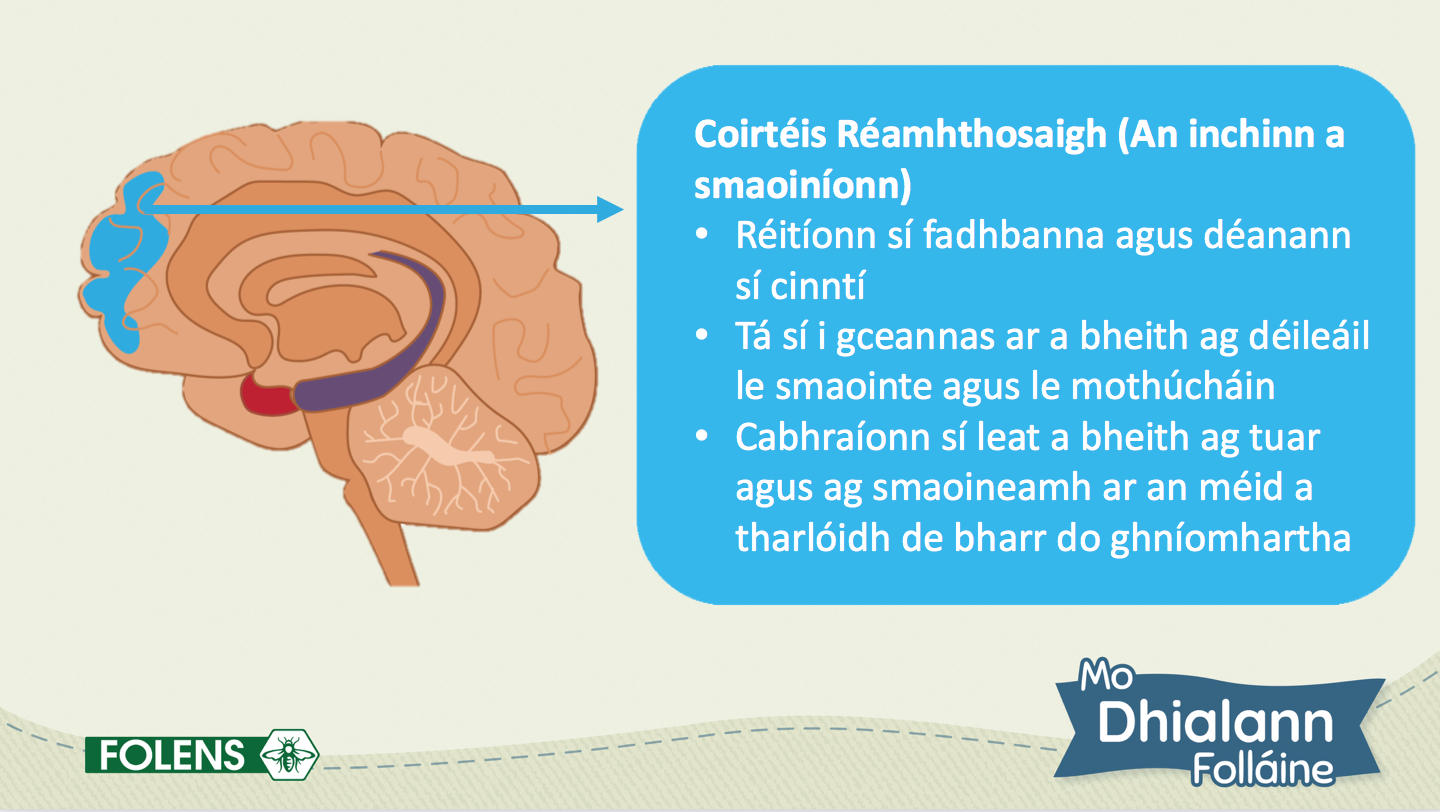 Coirtéis Réamhthosaigh (An inchinn a
smaoiníonn)
• Réitíonn sí fadhbanna agus déanann
sí cinntí
• Tá sí i gceannas ar a bheith ag déileáil
le smaointe agus le mothúcháin
• Cabhraíonn sí leat a bheith ag tuar
agus ag smaoineamh ar an méid a
tharlóidh de bharr do ghníomhartha
FOLENS
Mo
Dhialann
Folláine